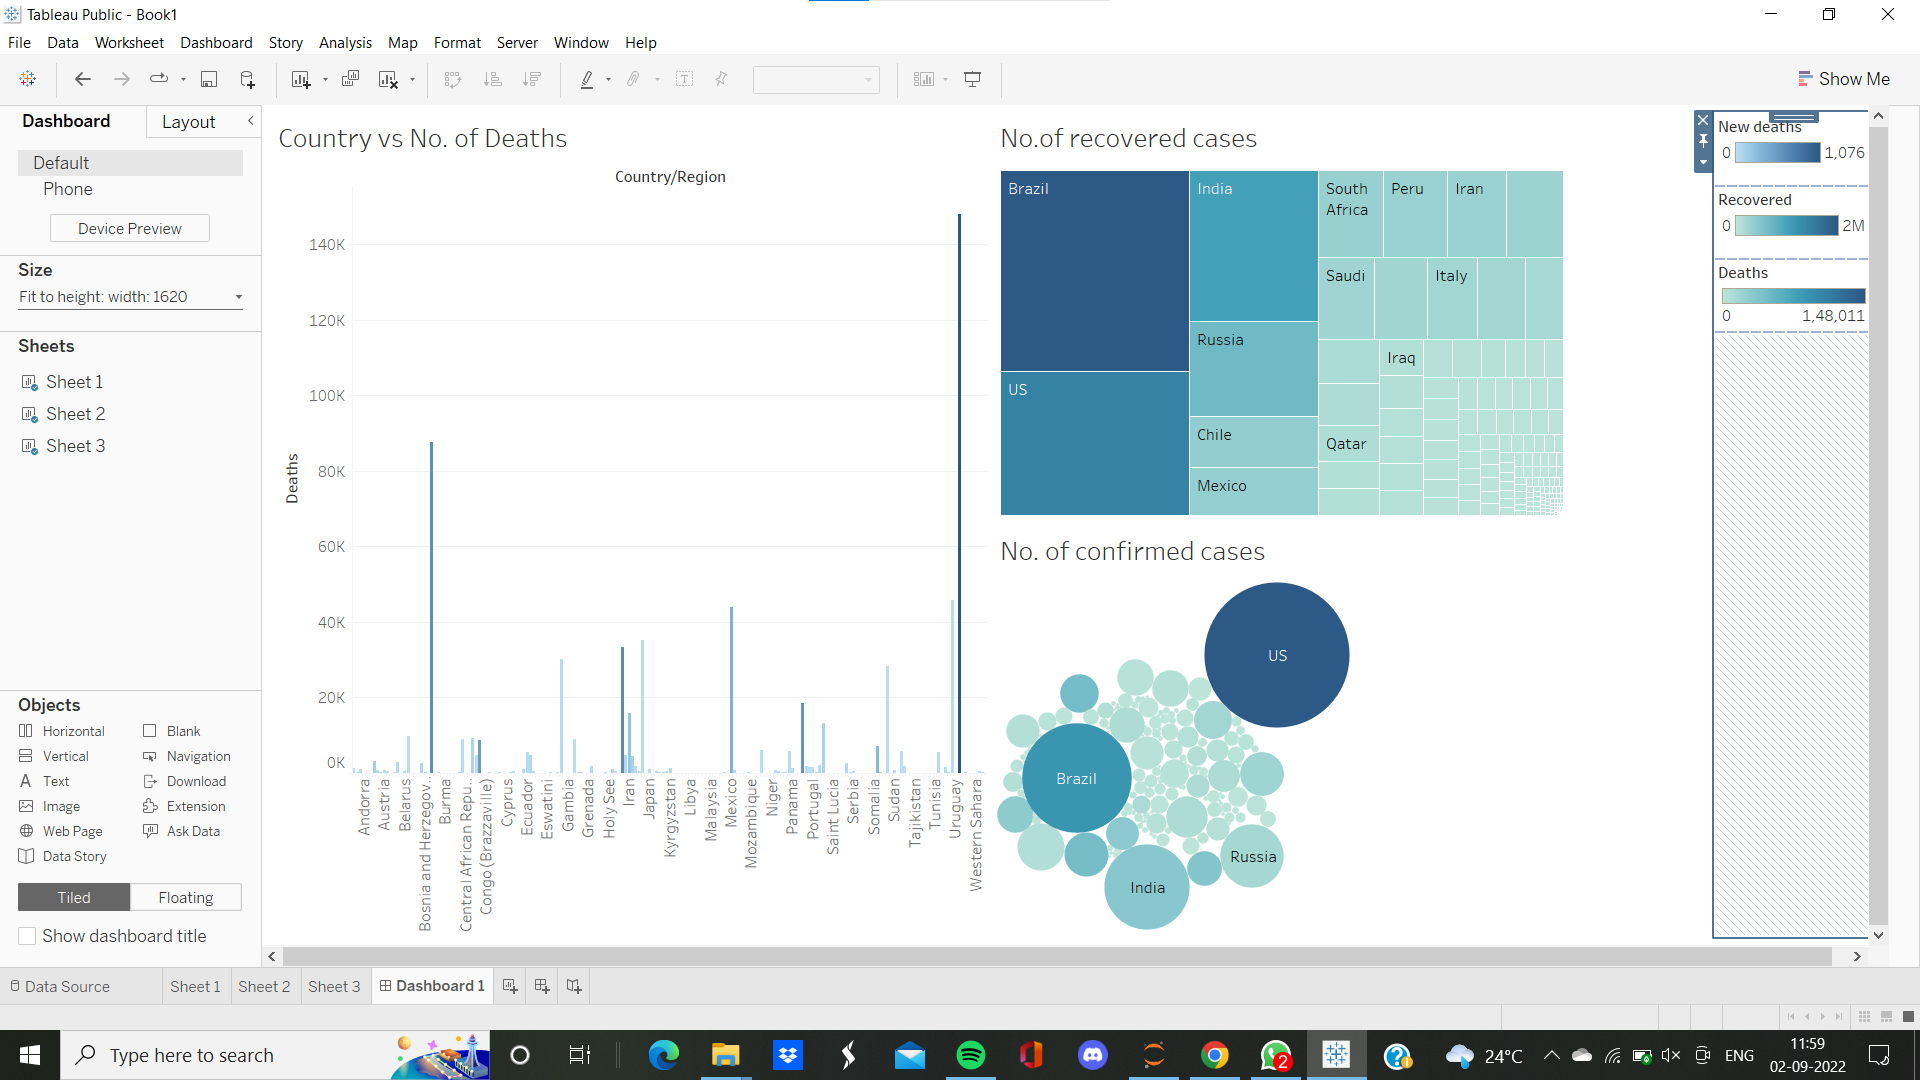 Tableau Public - Book1
File Data Worksheet Dashboard Story Analysis Map Format Server Window Help
Show Me
Dashboard Layout
Default
Phone
Device Preview
Size
Fit to height: width: 1620
Sheets
Sheet 1
Sheet 2
Sheet 3
Objects
Horizontal Blank
Vertical Navigation
Text Download
Image Extension
Web Page Ask Data
Data Story
Tiled Floating
Show dashboard title
Country vs No. of Deaths
Country/Region
140K
120K
100K
80K
60K
40K
20K
0K
Deaths
Andorra
Austria
Belarus
Bosnia and Herzegov..
Burma
Central African Repu..
Congo (Brazzaville)
Cyprus
Ecuador
Eswatini
Gambia
Grenada
Holy See
Iran
Japan
Kyrgyzstan
Libya
Malaysia
Mexico
Mozambique
Niger
Panama
Portugal
Saint Lucia
Serbia
Somalia
Sudan
Tajikistan
Tunisia
Uruguay
Western Sahara
No.of recovered cases
Brazil
US
India
Russia
Chile
Mexico
South
Africa
Peru
Iran
Saudi
Italy
Iraq
Qatar
No. of confirmed cases
US
Brazil
India
Russia
New deaths
0 1,076
Recovered
0 2M
Deaths
0 1,48,011
Data Source Sheet 1 Sheet 2 Sheet 3 Dashboard 1
Type here to search
2
24°C
ENG
11:59
02-09-2022